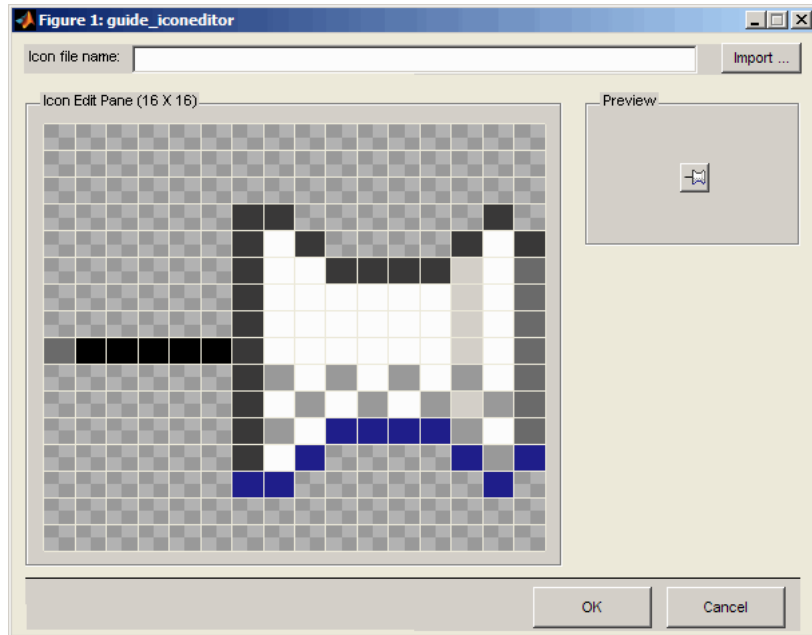 Figure 1: guide_iconeditor
Icon file name:
Import ...
Icon Edit Pane (16 X 16)
Preview
OK
Cancel